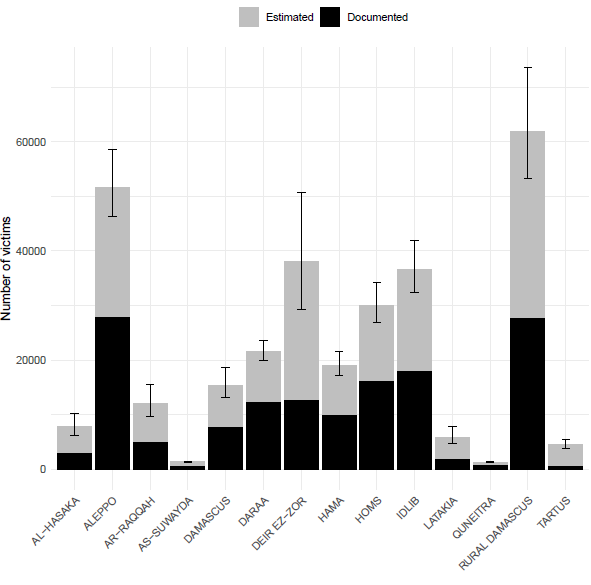 Estimated Documented
Number of victims
60000
40000
20000
0
AL−HASAKA
ALEPPO
AR−RAQQAH
AS−SUWAYDA
DAMASCUS
DARAA
DEIR EZ−ZOR
HAMA
HOMS
IDLIB
LATAKIA
QUNEITRA
RURAL DAMASCUS
TARTUS